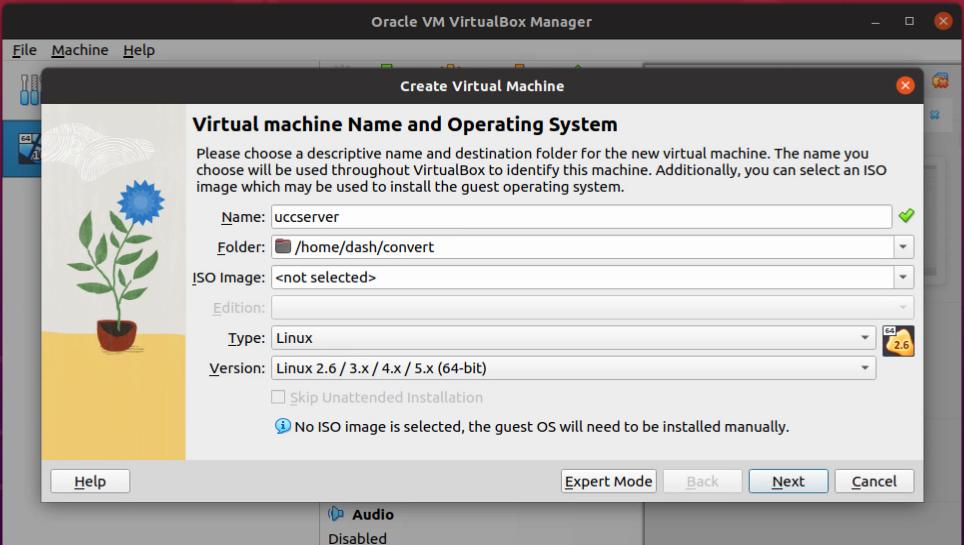 Oracle VM VirtualBox Manager
File Machine Help
Create Virtual Machine
64
Virtual machine Name and Operating System
Please choose a descriptive name and destination folder for the new virtual machine. The name you
choose will be used throughout VirtualBox to identify this machine. Additionally, you can select an ISO
image which may be used to install the guest operating system.
Name: uccserver
Folder: /home/dash/convert
ISO Image: <not selected>
Edition:
Type: Linux
64
2.6
Version: Linux 2.6 / 3.x / 4.x / 5.x (64-bit)
Skip Unattended Installation
No ISO image is selected, the guest OS will need to be installed manually.
Help Expert Mode Back Next Cancel
Audio
Disabled